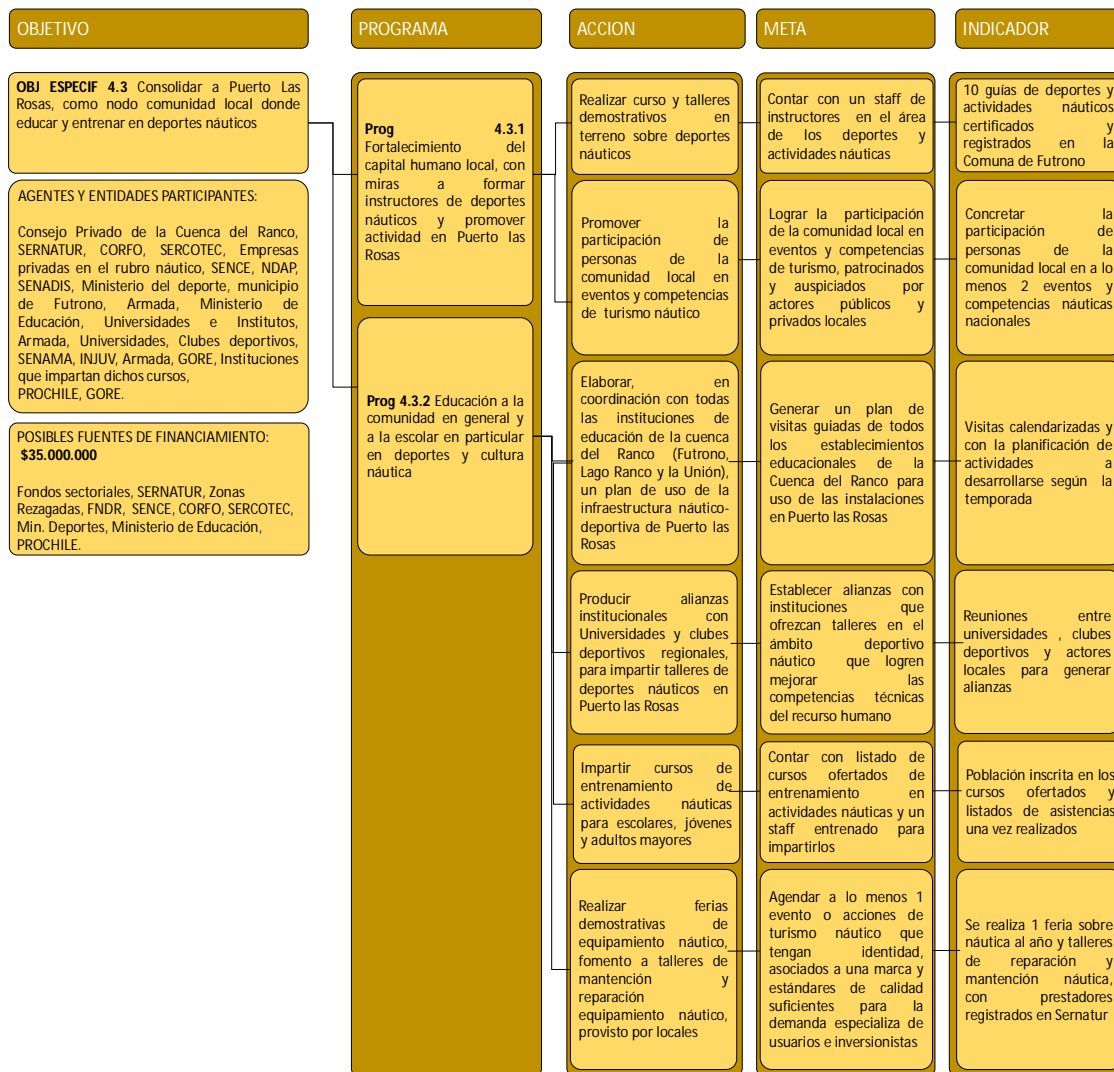 OBJETIVO
PROGRAMA
ACCION
META
INDICADOR
OBJ ESPECIF 4.3 Consolidar a Puerto Las
Rosas, como nodo comunidad local donde
educar y entrenar en deportes náuticos
AGENTES Y ENTIDADES PARTICIPANTES:
Consejo Privado de la Cuenca del Ranco,
SERNATUR, CORFO, SERCOTEC, Empresas
privadas en el rubro náutico, SENCE, NDAP,
SENADIS, Ministerio del deporte, municipio
de Futrono, Armada, Ministerio de
Educación, Universidades e Institutos,
Armada, Universidades, Clubes deportivos,
SENAMA, INJUV, Armada, GORE, Instituciones
que impartan dichos cursos,
PROCHILE, GORE.
POSIBLES FUENTES DE FINANCIAMIENTO:
$35.000.000
Fondos sectoriales, SERNATUR, Zonas
Rezagadas, FNDR, SENCE, CORFO, SERCOTEC,
Min. Deportes, Ministerio de Educación,
PROCHILE.
Prog 4.3.1
Fortalecimiento del
capital humano local, con
miras a formar
instructores de deportes
náuticos y promover
actividad en Puerto las
Rosas
Prog 4.3.2 Educación a la
comunidad en general y
a la escolar en particular
en deportes y cultura
náutica
Realizar curso y talleres
demostrativos en
terreno sobre deportes
náuticos
Contar con un staff de
instructores en el área
de los deportes y
actividades náuticas
10 guías de deportes y
actividades náuticos
certificados y
registrados en la
Comuna de Futrono
Promover la
participación de
personas de la
comunidad local en
eventos y competencias
de turismo náutico
Lograr la participación
de la comunidad local en
eventos y competencias
de turismo, patrocinados
y auspiciados por
actores públicos y
privados locales
Concretar la
participación de
personas de la
comunidad local en a lo
menos 2 eventos y
competencias náuticas
nacionales
Elaborar, en
coordinación con todas
las instituciones de
educación de la cuenca
del Ranco (Futrono,
Lago Ranco y la Unión),
un plan de uso de la
infraestructura náutico-
deportiva de Puerto las
Rosas
Generar un plan de
visitas guiadas de todos
los establecimientos
educacionales de la
Cuenca del Ranco para
uso de las instalaciones
en Puerto las Rosas
Visitas calendarizadas y
con la planificación de
actividades a
desarrollarse según la
temporada
Producir alianzas
institucionales con
Universidades y clubes
deportivos regionales,
para impartir talleres de
deportes náuticos en
Puerto las Rosas
Establecer alianzas con
instituciones que
ofrezcan talleres en el
ámbito deportivo
náutico que logren
mejorar las
competencias técnicas
del recurso humano
Reuniones entre
universidades , clubes
deportivos y actores
locales para generar
alianzas
Impartir cursos de
entrenamiento de
actividades náuticas
para escolares, jóvenes
y adultos mayores
Contar con listado de
cursos ofertados de
entrenamiento en
actividades náuticas y un
staff entrenado para
impartirlos
Población inscrita en los
cursos ofertados y
listados de asistencias
una vez realizados
Realizar ferias
demostrativas de
equipamiento náutico,
fomento a talleres de
mantención y
reparación
equipamiento náutico,
provisto por locales
Agendar a lo menos 1
evento o acciones de
turismo náutico que
tengan identidad,
asociados a una marca y
estándares de calidad
suficientes para la
demanda especializa de
usuarios e inversionistas
Se realiza 1 feria sobre
náutica al año y talleres
de reparación y
mantención náutica,
con prestadores
registrados en Sernatur